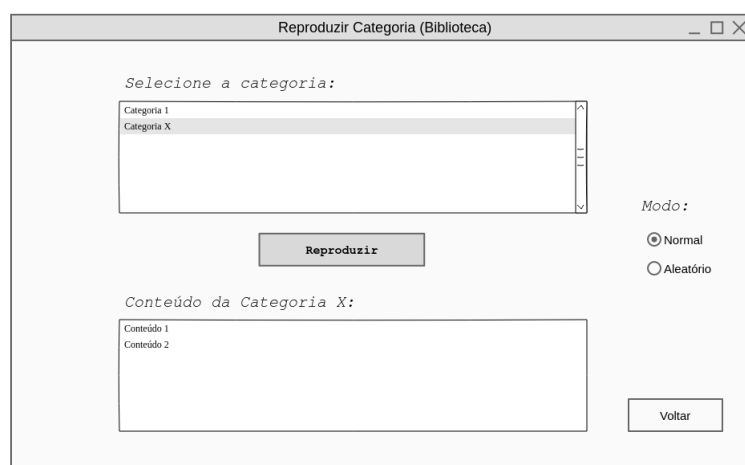 Reproduzir Categoria (Biblioteca)
Selecione a categoria:
Categoria 1
Categoria X
Modo:
Normal
Aleatório
Reproduzir
Conteúdo da Categoria X:
Conteúdo 1
Conteúdo 2
Voltar